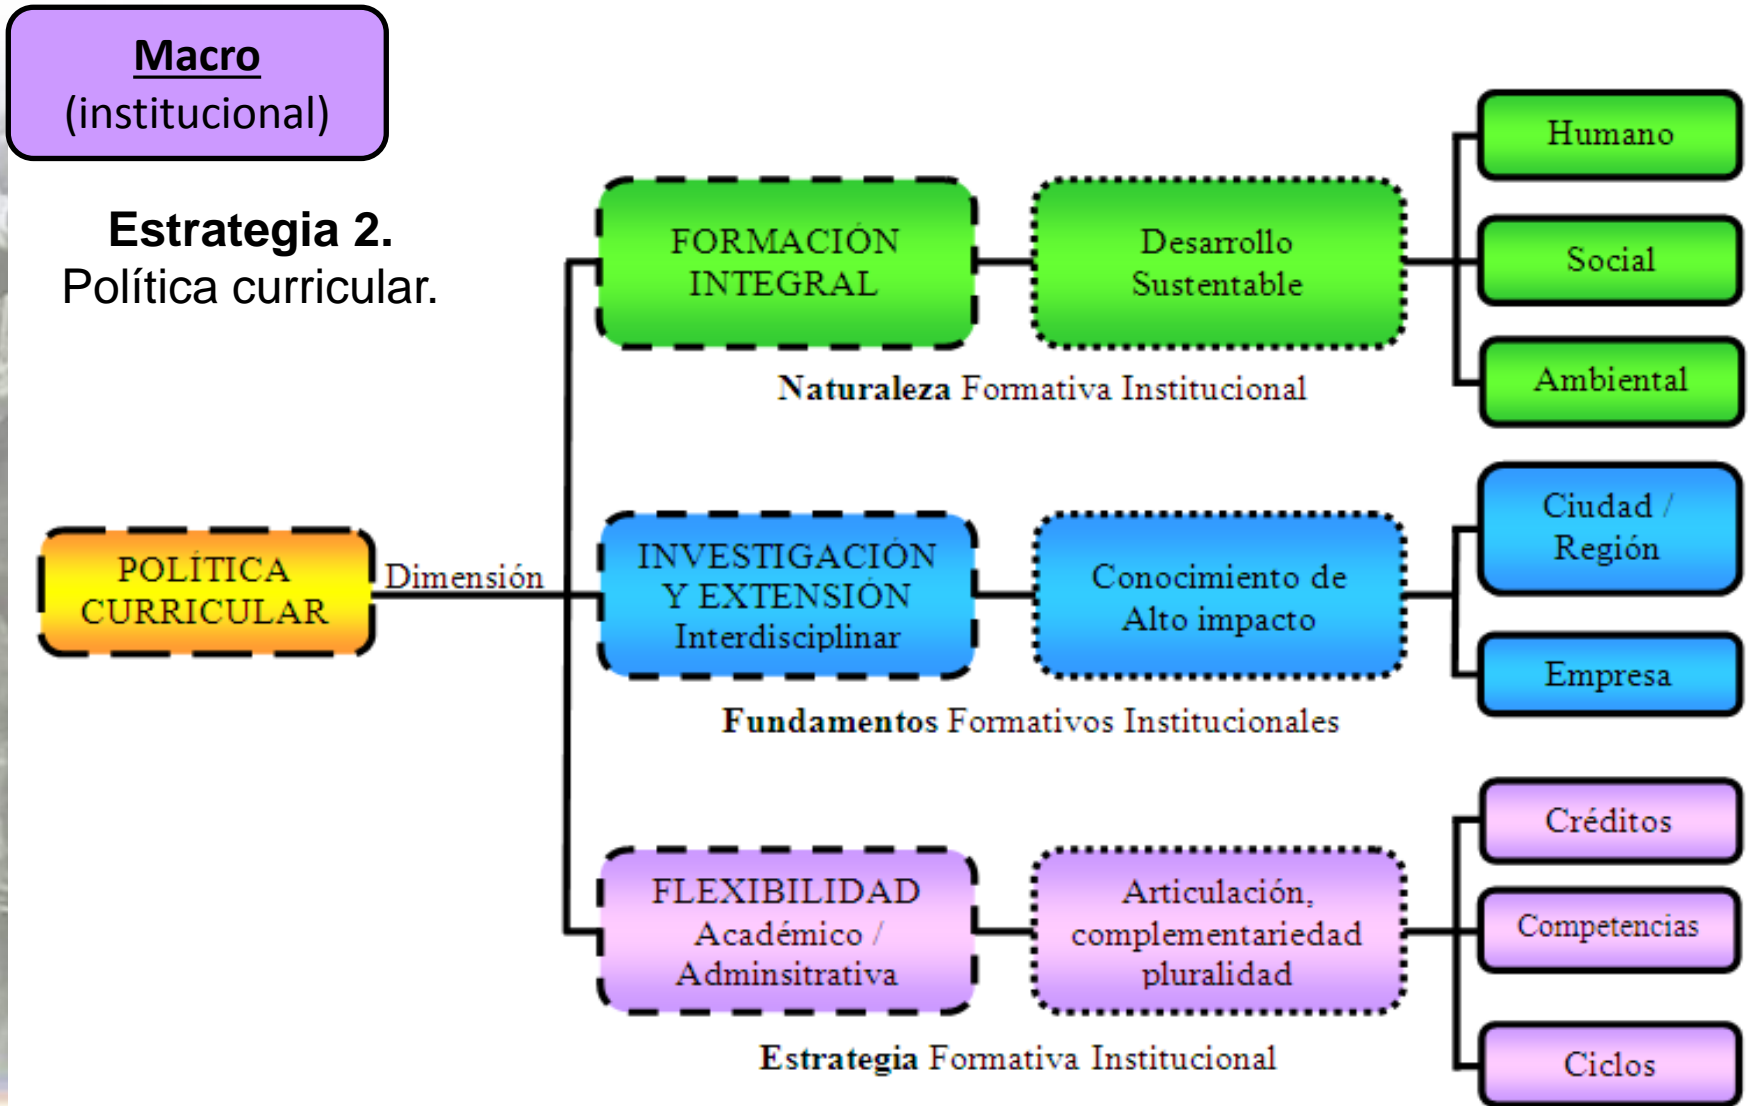 Macro
(institucional)
Estrategia 2.
Política curricular.
POLÍTICA
CURRICULAR
Dimensión
FORMACIÓN
INTEGRAL
Desarrollo
Sustentable
Humano
Social
Ambiental
Naturaleza Formativa Institucional
INVESTIGACIÓN
Y EXTENSIÓN
Interdisciplinar
Conocimiento de
Alto impacto
Ciudad /
Región
Empresa
Fundamentos Formativos Institucionales
FLEXIBILIDAD
Académico /
Adminsitrativa
Articulación,
complementariedad
pluralidad
Créditos
Competencias
Ciclos
Estrategia Formativa Institucional